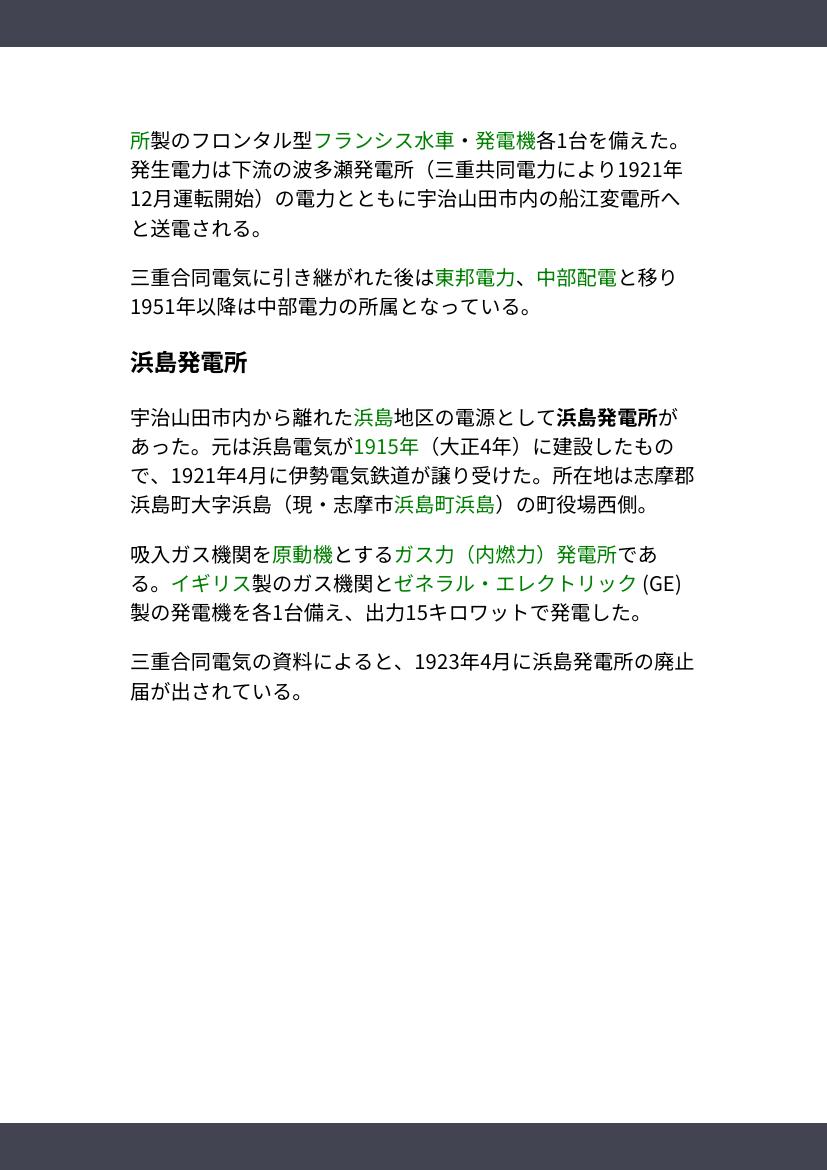 所製のフロンタル型フランシス水車・発電機各1台を備えた。
発生電力は下流の波多瀬発電所（三重共同電力により1921年
12月運転開始）の電力とともに宇治山田市内の船江変電所へ
と送電される。
三重合同電気に引き継がれた後は東邦電力、中部配電と移り
1951年以降は中部電力の所属となっている。
浜島発電所
宇治山田市内から離れた浜島地区の電源として浜島発電所が
あった。元は浜島電気が1915年（大正4年）に建設したもの
で、1921年4月に伊勢電気鉄道が譲り受けた。所在地は志摩郡
浜島町大字浜島（現・志摩市浜島町浜島）の町役場西側。
吸入ガス機関を原動機とするガス力（内燃力）発電所であ
る。イギリス製のガス機関とゼネラル・エレクトリック (GE)
製の発電機を各1台備え、出力15キロワットで発電した。
三重合同電気の資料によると、1923年4月に浜島発電所の廃止
届が出されている。